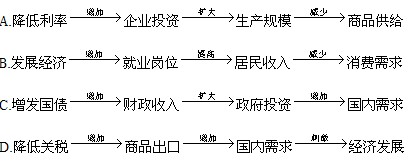 A.降低利率 增加 企业投资 扩大 生产规模 减少 商品供给
B.发展经济 增加 就业岗位 提高 居民收入 减少 消费需求
C.增发国债 增加 财政收入 扩大 政府投资 增加 国内需求
D.降低关税 增加 商品出口 增加 国内需求 刺激 经济发展